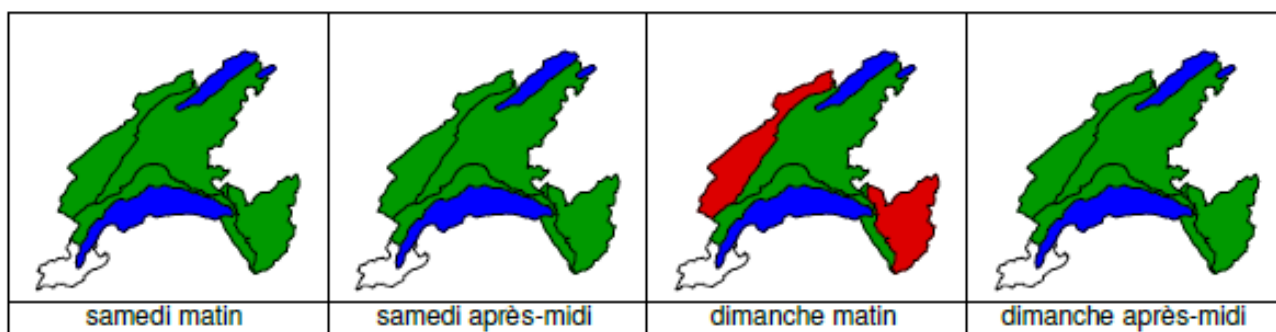 samedi matin
samedi après-midi
dimanche matin
dimanche après-midi